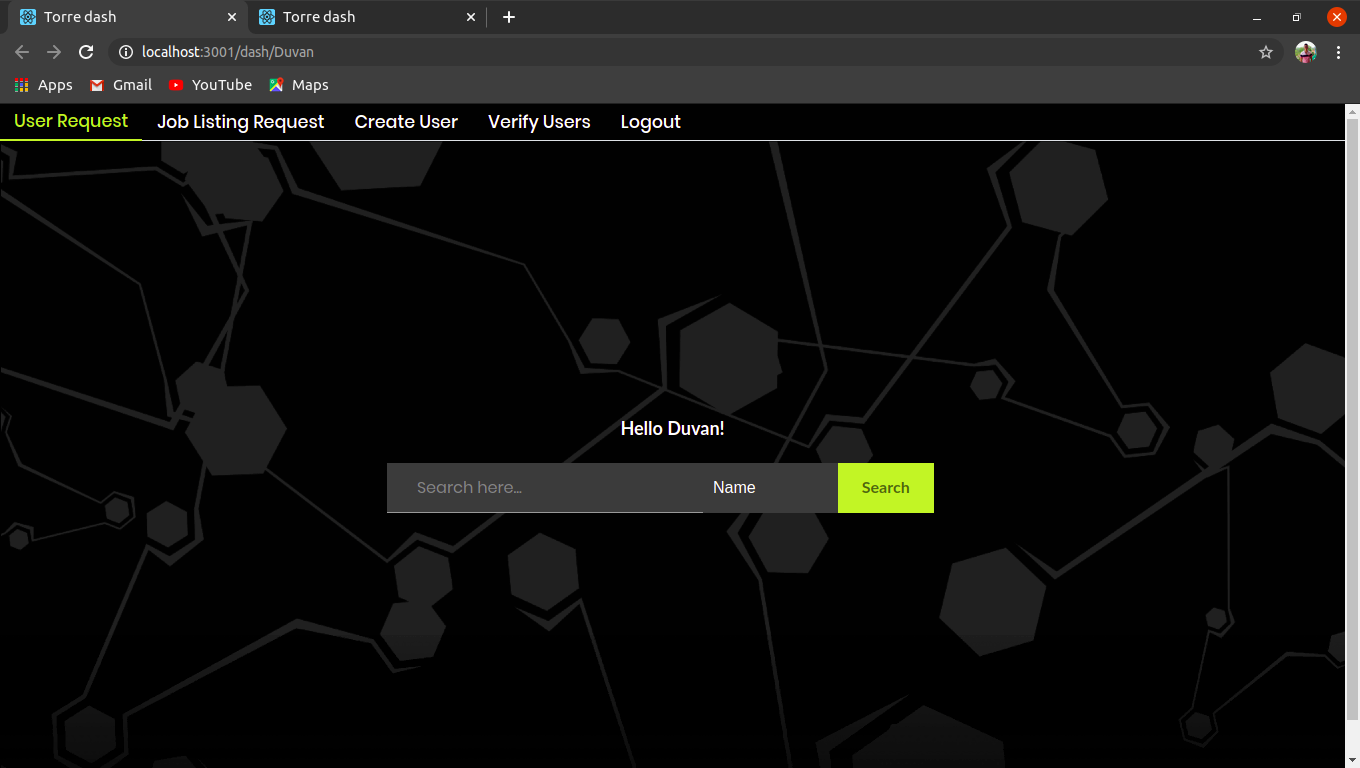 Torre dash
Torre dash
localhost:3001/dash/Duvan
Apps Gmail YouTube Maps
User Request Job Listing Request Create User Verify Users Logout
Hello Duvan!
Search here... Name Search